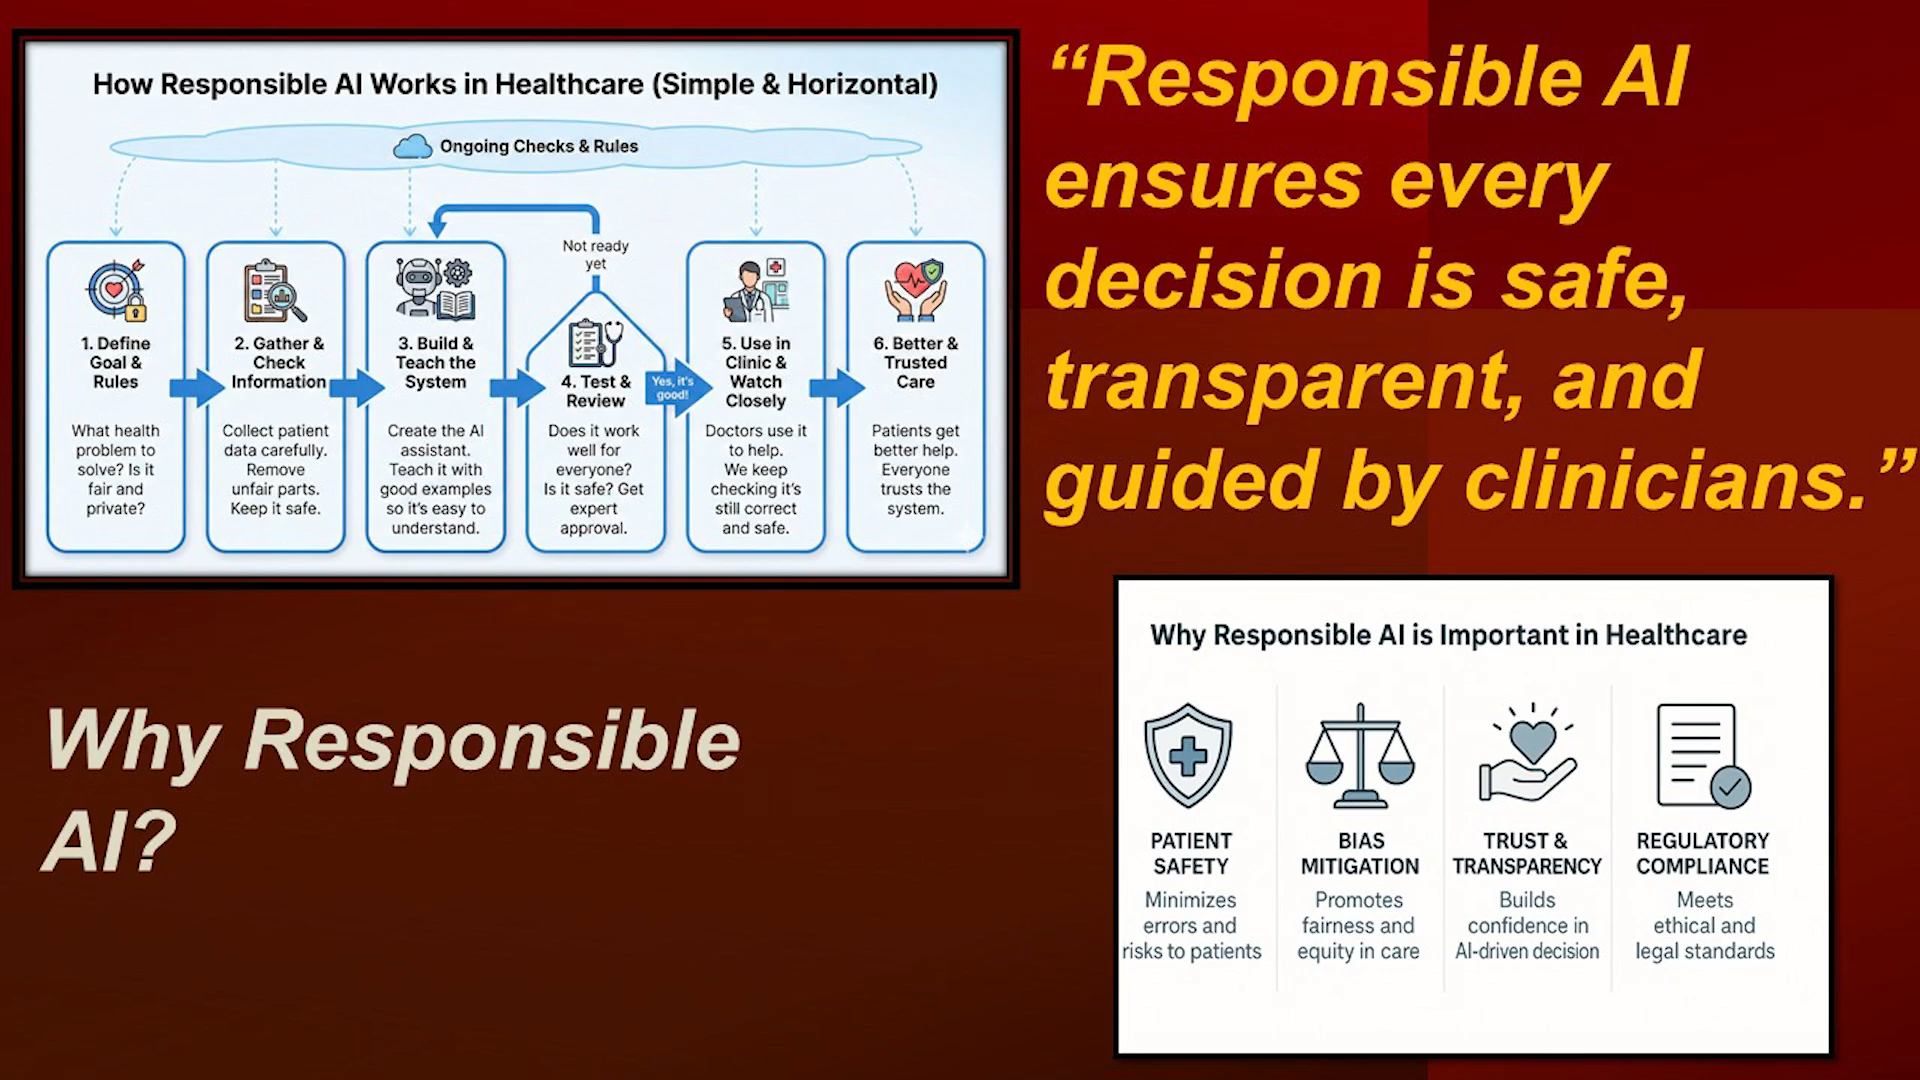 How Responsible AI Works in Healthcare (Simple & Horizontal)
Ongoing Checks & Rules
Not ready
yet
1. Define
Goal &
Rules
What health
problem to
solve? Is it
fair and
private?
2. Gather &
Check
Information
Collect patient
data carefully.
Remove
unfair parts.
Keep it safe.
3. Build &
Teach the
System
Create the AI
assistant.
Teach it with
good examples
so it's easy to
understand.
4. Test &
Review
Does it work
well for
everyone?
Is it safe? Get
expert
approval.
Yes, it's
good!
5. Use in
Clinic &
Watch
Closely
Doctors use it
to help.
We keep
checking it's
still correct
and safe.
6. Better &
Trusted
Care
Patients get
better help.
Everyone
trusts the
system.
“Responsible AI
ensures every
decision is safe,
transparent, and
guided by clinicians.”
Why Responsible
AI?
Why Responsible AI is Important in Healthcare
PATIENT
SAFETY
Minimizes
errors and
risks to patients
BIAS
MITIGATION
Promotes
fairness and
equity in care
TRUST &
TRANSPARENCY
Builds
confidence in
AI-driven decision
REGULATORY
COMPLIANCE
Meets
ethical and
legal standards